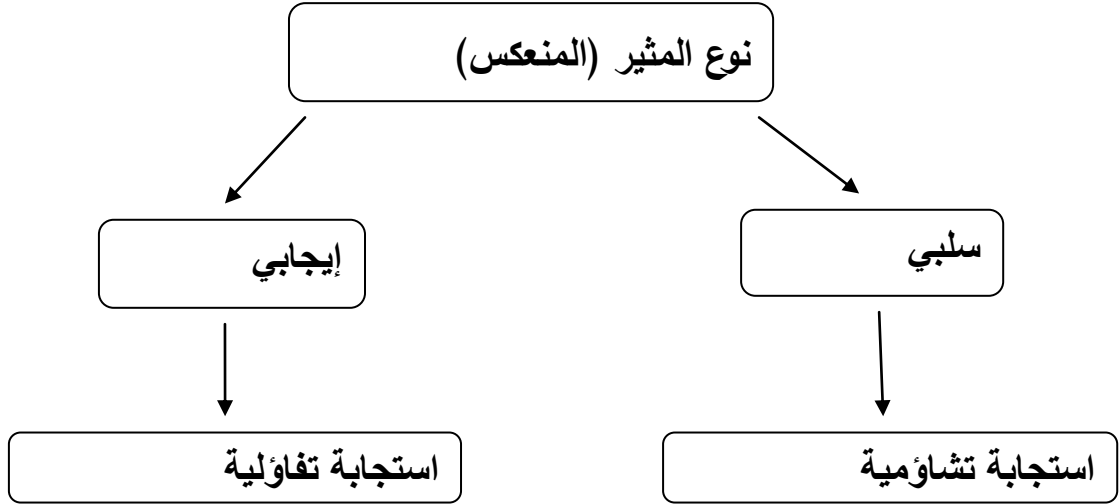 نوع المثير (المنعكس)
سلبي
إيجابي
استجابة تشاؤمية
استجابة تفاؤلية